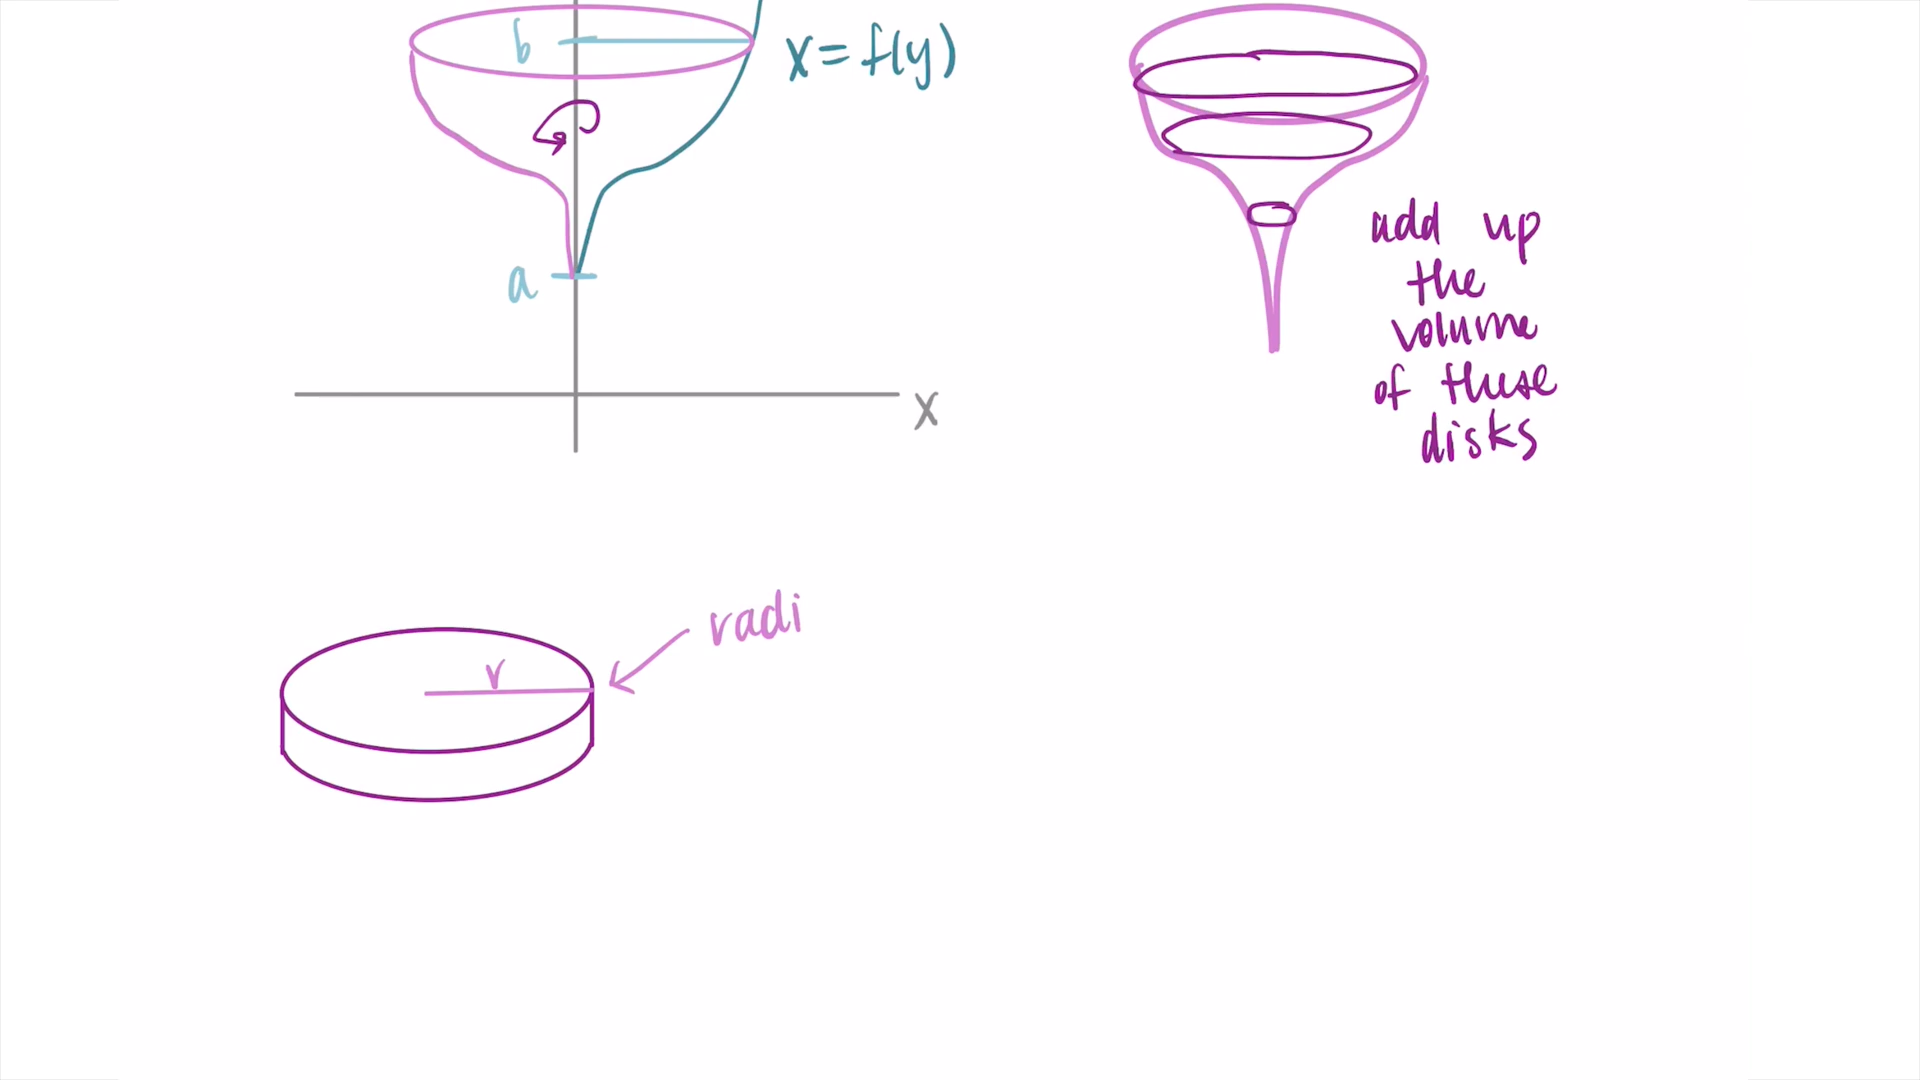 b
x = f(y)
a
x
add up
the
volume
of these
disks
r
radi